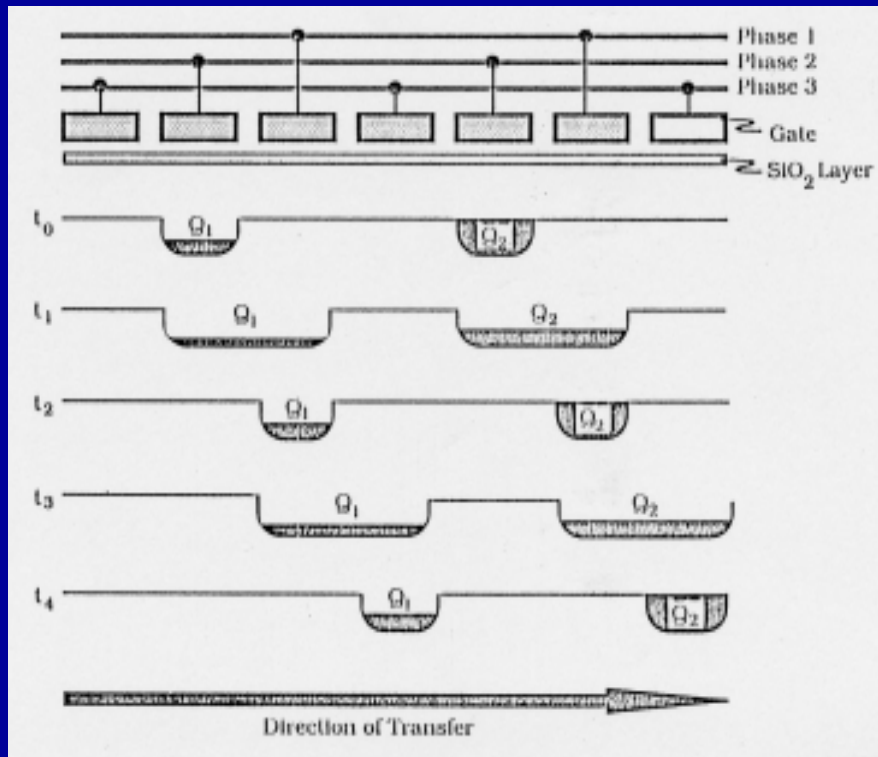 Phase 1
Phase 2
Phase 3
Gate
SiO₂ Layer
t₀ Q₁ Q₂
t₁ Q₁ Q₂
t₂ Q₁ Q₂
t₃ Q₁ Q₂
t₄ Q₁ Q₂
Direction of Transfer